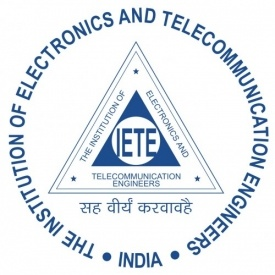 THE INSTITUTION OF ELECTRONICS AND TELECOMMUNICATION ENGINEERS
• INDIA •
THE INSTITUTION OF
ELECTRONICS AND
IETE
TELECOMMUNICATION
ENGINEERS
सह वीर्यं करवावहै